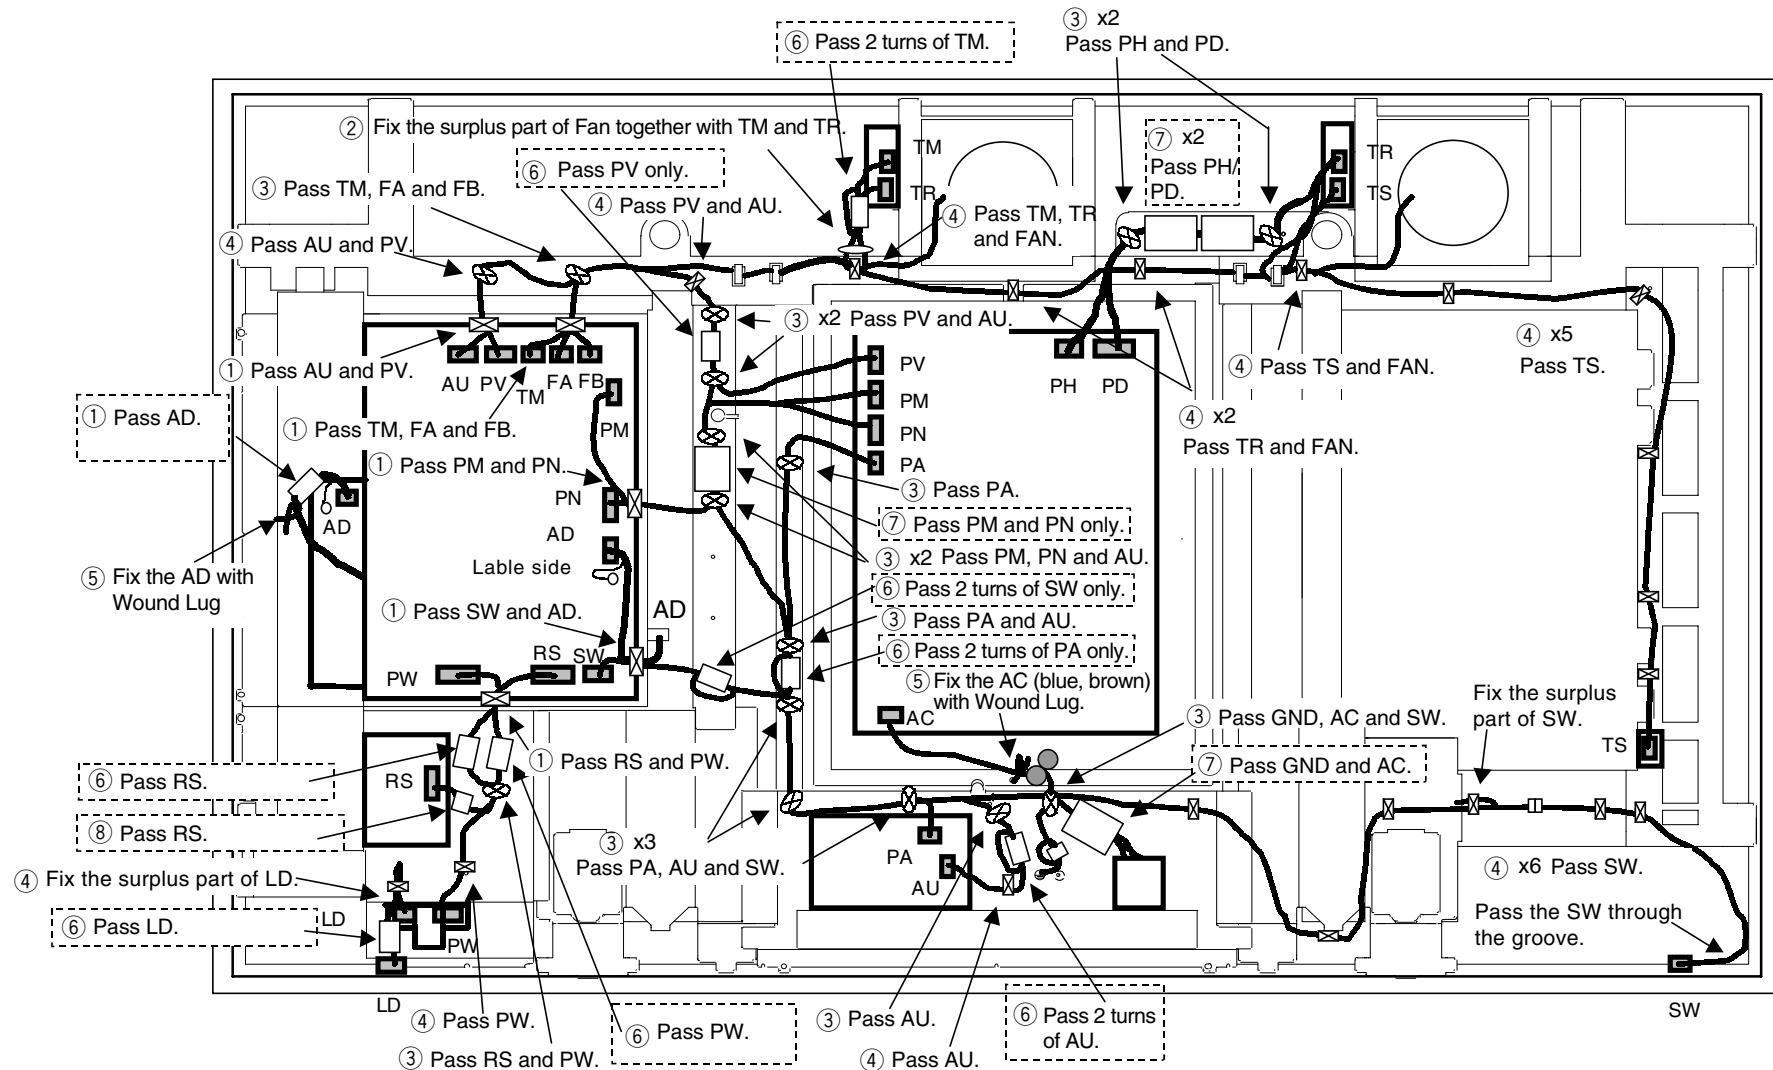 ③ x2
Pass PH and PD.
⑥ Pass 2 turns of TM.
② Fix the surplus part of Fan together with TM and TR.
⑥ Pass PV only.
③ Pass TM, FA and FB.
④ Pass PV and AU.
④ Pass AU and PV.
TM
TR
④ Pass TM, TR
and FAN.
⑦ x2
Pass PH/
PD.
TR
TS
③ x2 Pass PV and AU.
① Pass AU and PV.
AU
PV
TM
FA
FB
PV
PM
PN
PA
PH
PD
④ Pass TS and FAN.
④ x5
Pass TS.
④ x2
Pass TR and FAN.
① Pass AD.
① Pass TM, FA and FB.
PM
① Pass PM and PN.
PN
AD
AD
Lable side
⑤ Fix the AD with
Wound Lug
③ Pass PA.
⑦ Pass PM and PN only.
③ x2 Pass PM, PN and AU.
⑥ Pass 2 turns of SW only.
① Pass SW and AD.
AD
③ Pass PA and AU.
⑥ Pass 2 turns of PA only.
PW
RS
SW
⑤ Fix the AC (blue, brown)
with Wound Lug.
AC
③ Pass GND, AC and SW.
Fix the surplus
part of SW.
TS
① Pass RS and PW.
⑦ Pass GND and AC.
⑥ Pass RS.
RS
⑧ Pass RS.
③ x3
Pass PA, AU and SW.
PA
AU
④ x6 Pass SW.
④ Fix the surplus part of LD.
LD
⑥ Pass LD.
PW
Pass the SW through
the groove.
LD
SW
④ Pass PW.
③ Pass RS and PW.
⑥ Pass PW.
③ Pass AU.
④ Pass AU.
⑥ Pass 2 turns
of AU.